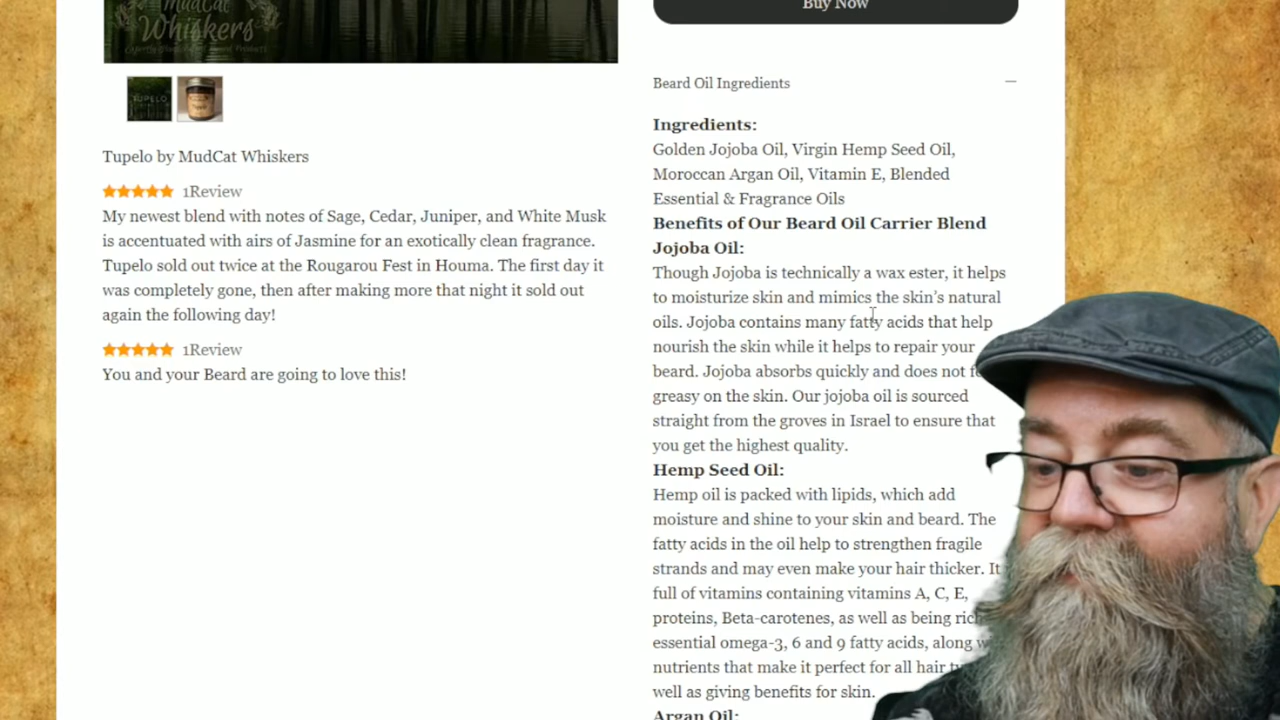 MudCat
Whiskers
Buy Now
TUPELO
Tupelo by MudCat Whiskers
1Review
My newest blend with notes of Sage, Cedar, Juniper, and White Musk
is accentuated with airs of Jasmine for an exotically clean fragrance.
Tupelo sold out twice at the Rougarou Fest in Houma. The first day it
was completely gone, then after making more that night it sold out
again the following day!
1Review
You and your Beard are going to love this!
Beard Oil Ingredients
Ingredients:
Golden Jojoba Oil, Virgin Hemp Seed Oil,
Moroccan Argan Oil, Vitamin E, Blended
Essential & Fragrance Oils
Benefits of Our Beard Oil Carrier Blend
Jojoba Oil:
Though Jojoba is technically a wax ester, it helps
to moisturize skin and mimics the skin's natural
oils. Jojoba contains many fatty acids that help
nourish the skin while it helps to repair your
beard. Jojoba absorbs quickly and does not
greasy on the skin. Our jojoba oil is sourced
straight from the groves in Israel to ensure that
you get the highest quality.
Hemp Seed Oil:
Hemp oil is packed with lipids, which add
moisture and shine to your skin and beard. The
fatty acids in the oil help to strengthen fragile
strands and may even make your hair thicker. It
full of vitamins containing vitamins A, C, E,
proteins, Beta-carotenes, as well as being rich
essential omega-3, 6 and 9 fatty acids, along
nutrients that make it perfect for all hair
well as giving benefits for skin.
Argan Oil: